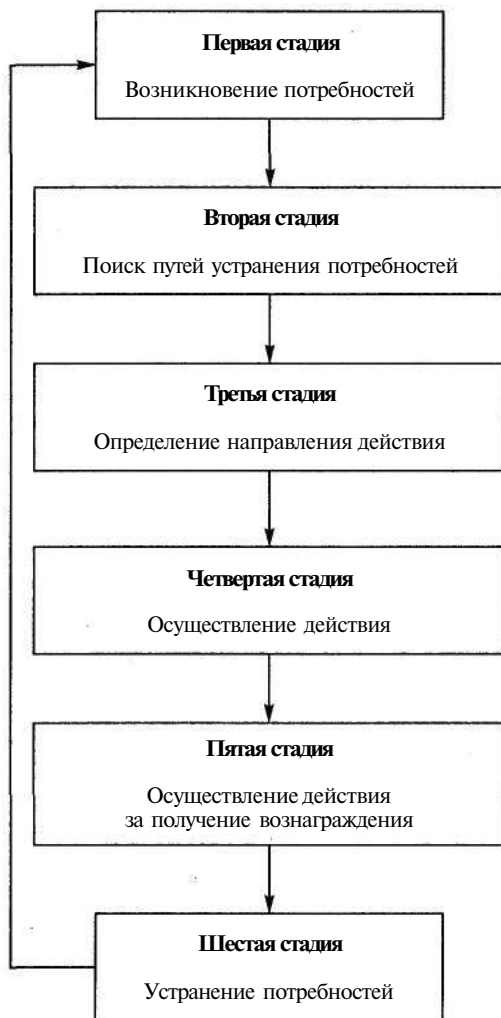 Первая стадия
Возникновение потребностей
Вторая стадия
Поиск путей устранения потребностей
Третья стадия
Определение направления действия
Четвертая стадия
Осуществление действия
Пятая стадия
Осуществление действия
за получение вознаграждения
Шестая стадия
Устранение потребностей